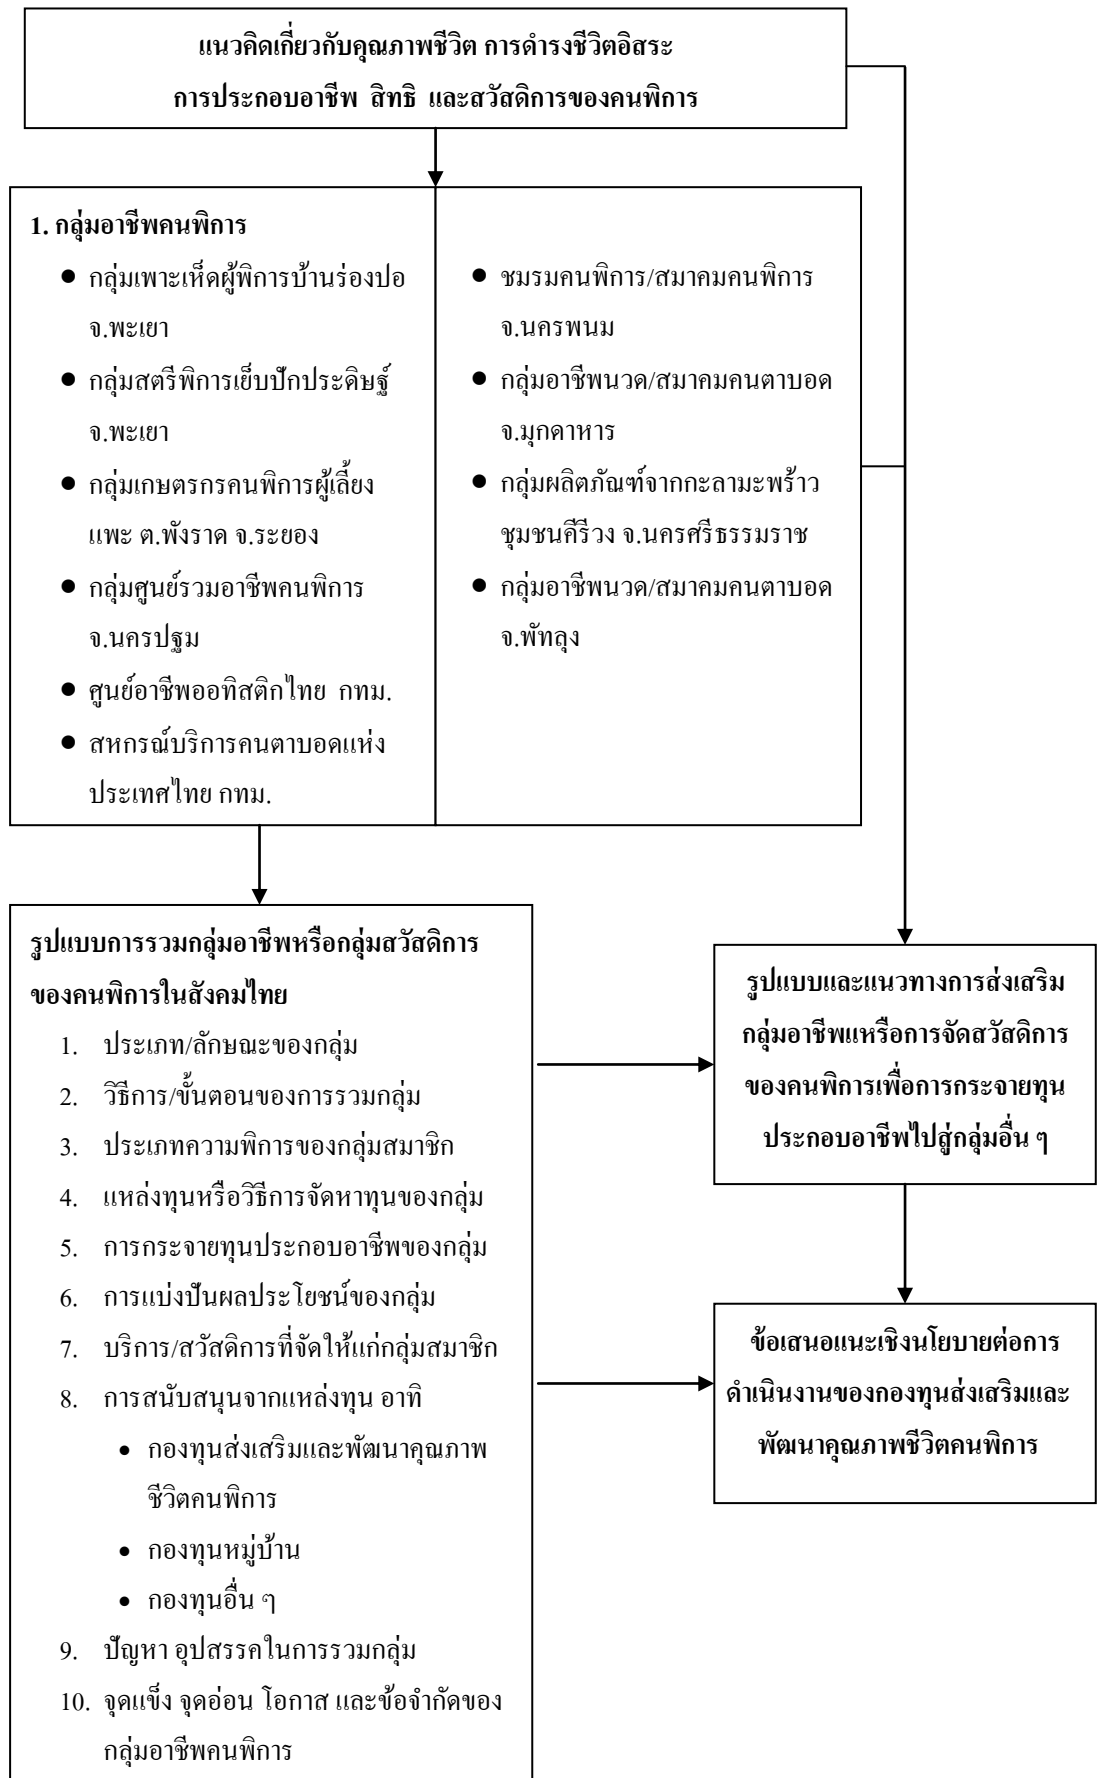 แนวคิดเกี่ยวกับคุณภาพชีวิต การดำรงชีวิตอิสระ
การประกอบอาชีพ สิทธิ และสวัสดิการของคนพิการ
1. กลุ่มอาชีพคนพิการ
● กลุ่มเพาะเห็ดผู้พิการบ้านร่องปอ
จ.พะเยา
● กลุ่มสตรีพิการเย็บปักประดิษฐ์
จ.พะเยา
● กลุ่มเกษตรกรคนพิการผู้เลี้ยง
แพะ ต.พังราด จ.ระยอง
● กลุ่มศูนย์รวมอาชีพคนพิการ
จ.นครปฐม
● ศูนย์อาชีพออทิสติกไทย กทม.
● สหกรณ์บริการคนตาบอดแห่ง
ประเทศไทย กทม.
● ชมรมคนพิการ/สมาคมคนพิการ
จ.นครพนม
● กลุ่มอาชีพนวด/สมาคมคนตาบอด
จ.มุกดาหาร
● กลุ่มผลิตภัณฑ์จากกะลามะพร้าว
ชุมชนคีรีวง จ.นครศรีธรรมราช
● กลุ่มอาชีพนวด/สมาคมคนตาบอด
จ.พัทลุง
รูปแบบการรวมกลุ่มอาชีพหรือกลุ่มสวัสดิการ
ของคนพิการในสังคมไทย
1. ประเภท/ลักษณะของกลุ่ม
2. วิธีการ/ขั้นตอนของการรวมกลุ่ม
3. ประเภทความพิการของกลุ่มสมาชิก
4. แหล่งทุนหรือวิธีการจัดหาทุนของกลุ่ม
5. การกระจายทุนประกอบอาชีพของกลุ่ม
6. การแบ่งปันผลประโยชน์ของกลุ่ม
7. บริการ/สวัสดิการที่จัดให้แก่กลุ่มสมาชิก
8. การสนับสนุนจากแหล่งทุน อาทิ
• กองทุนส่งเสริมและพัฒนาคุณภาพ
ชีวิตคนพิการ
• กองทุนหมู่บ้าน
• กองทุนอื่น ๆ
9. ปัญหา อุปสรรคในการรวมกลุ่ม
10. จุดแข็ง จุดอ่อน โอกาส และข้อจำกัดของ
กลุ่มอาชีพคนพิการ
รูปแบบและแนวทางการส่งเสริม
กลุ่มอาชีพแหรือการจัดสวัสดิการ
ของคนพิการเพื่อการกระจายทุน
ประกอบอาชีพไปสู่กลุ่มอื่น ๆ
ข้อเสนอแนะเชิงนโยบายต่อการ
ดำเนินงานของกองทุนส่งเสริมและ
พัฒนาคุณภาพชีวิตคนพิการ